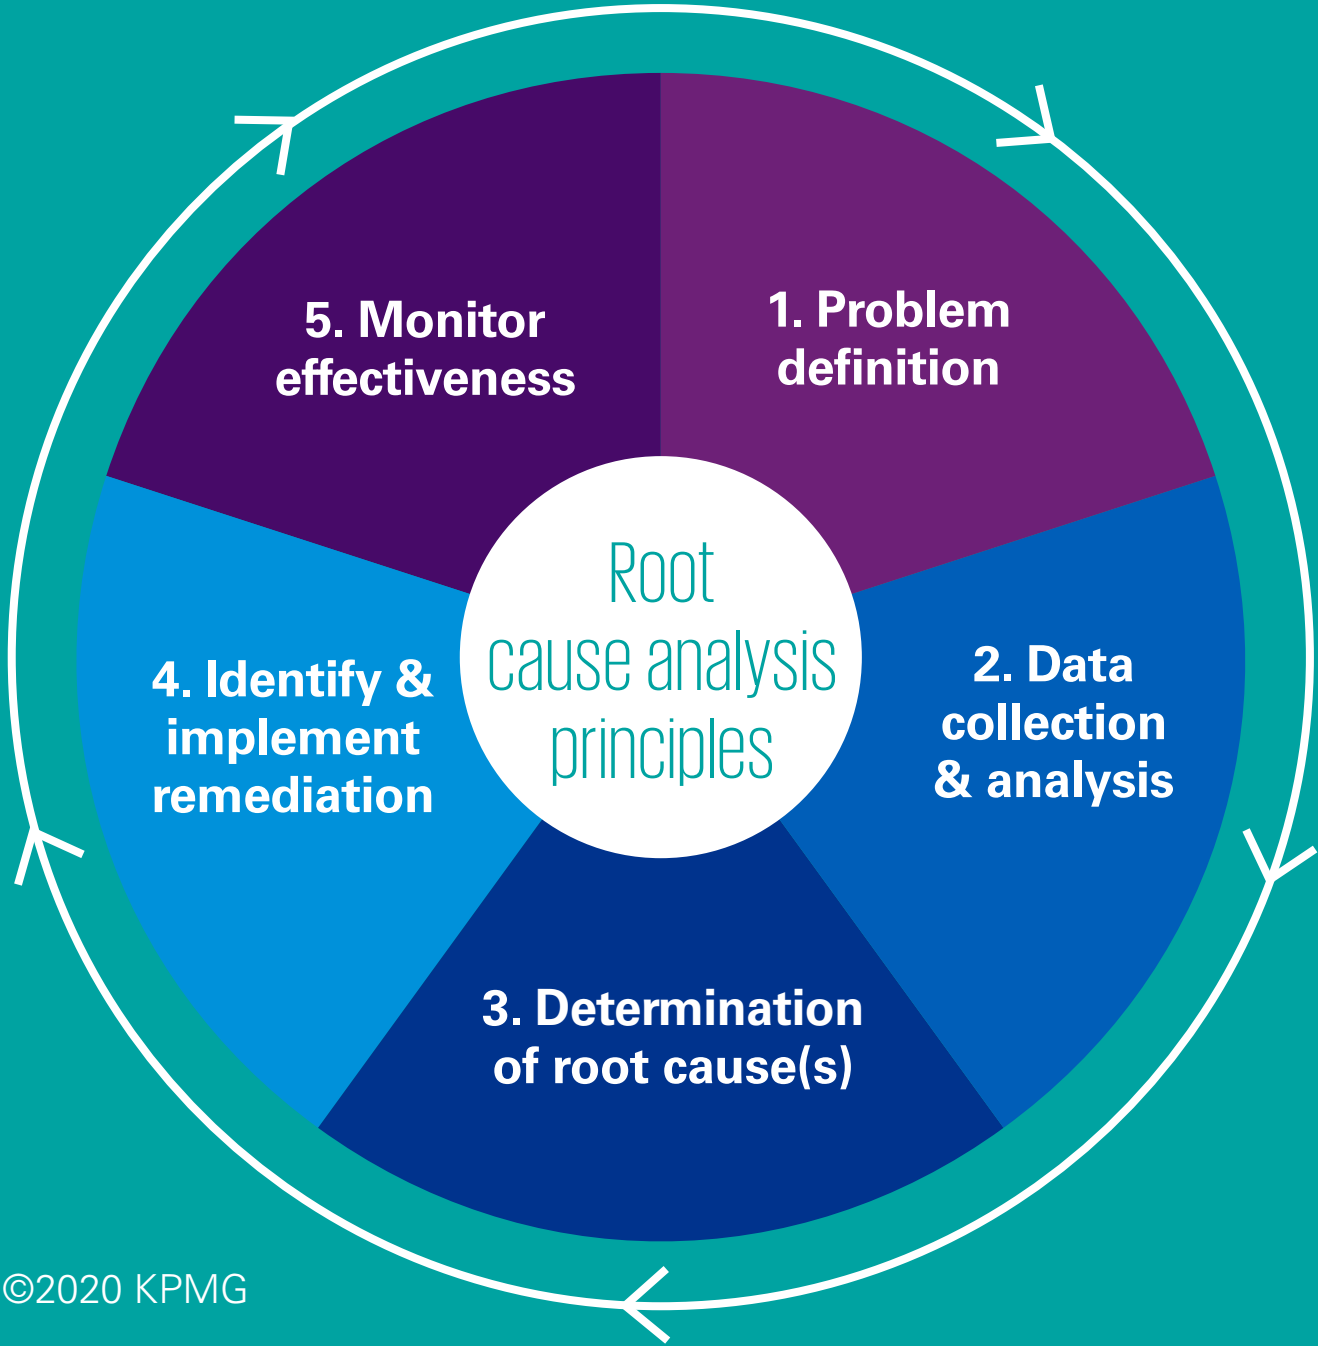 Root
cause analysis
principles
1. Problem
definition
2. Data
collection
& analysis
3. Determination
of root cause(s)
4. Identify &
implement
remediation
5. Monitor
effectiveness
©2020 KPMG